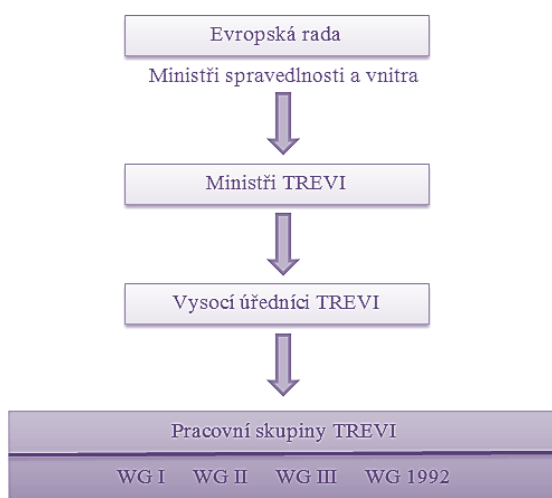 Evropská rada
Ministři spravedlnosti a vnitra
Ministři TREVI
Vysocí úředníci TREVI
Pracovní skupiny TREVI
WG I WG II WG III WG 1992